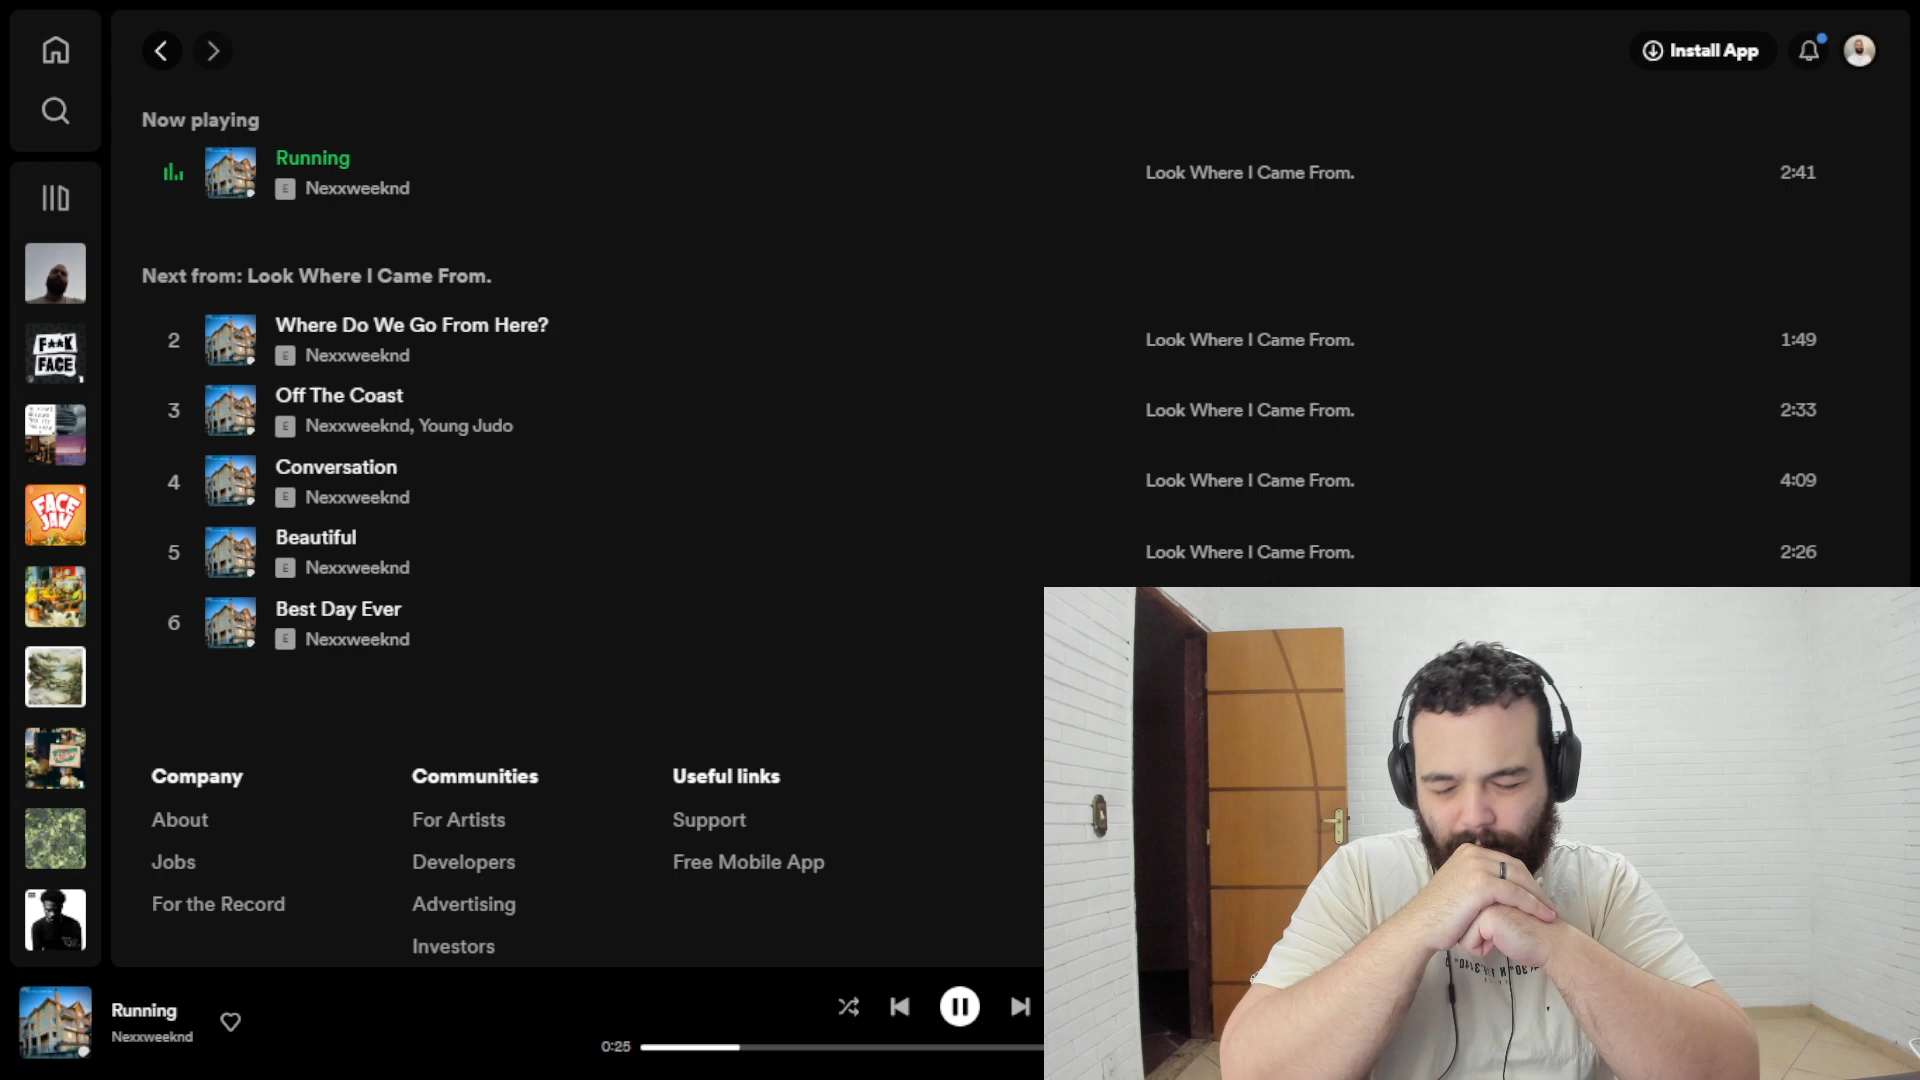 Install App
Now playing
Running
E Nexxweeknd
Look Where I Came From.
2:41
Next from: Look Where I Came From.
2
Where Do We Go From Here?
E Nexxweeknd
Look Where I Came From.
1:49
3
Off The Coast
E Nexxweeknd, Young Judo
Look Where I Came From.
2:33
4
Conversation
E Nexxweeknd
Look Where I Came From.
4:09
5
Beautiful
E Nexxweeknd
Look Where I Came From.
2:26
6
Best Day Ever
E Nexxweeknd
F**K
FACE
FACE
JAM
Company
About
Jobs
For the Record
Communities
For Artists
Developers
Advertising
Investors
Useful links
Support
Free Mobile App
Running
Nexxweeknd
0:25